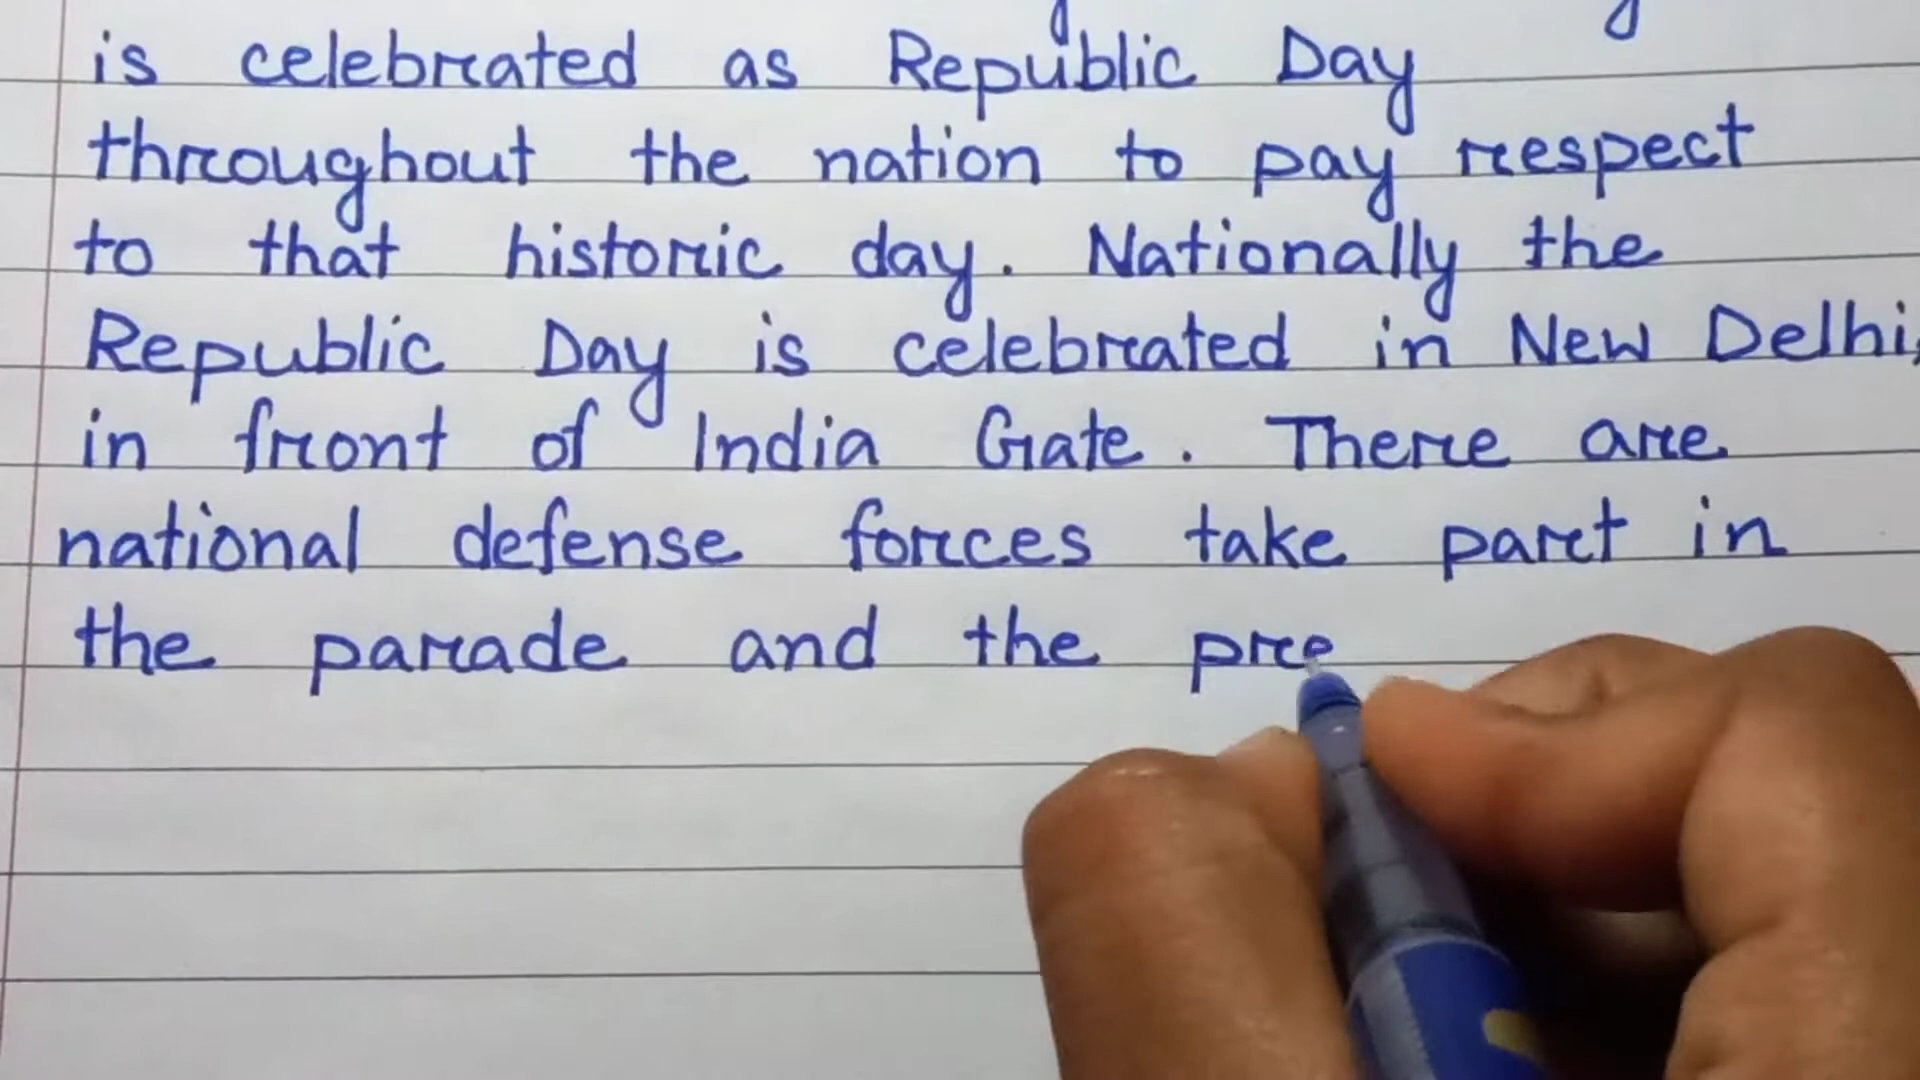 is celebrated as Republic Day
throughout the nation to pay respect
to that historic day. Nationally the
Republic Day is celebrated in New Delhi,
in front of India Gate. There are
national defense forces take part in
the parade and the pre